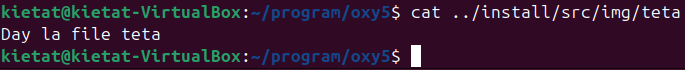 kietat@kietat-VirtualBox:~/program/oxy5$ cat ../install/src/img/teta
Day la file teta
kietat@kietat-VirtualBox:~/program/oxy5$